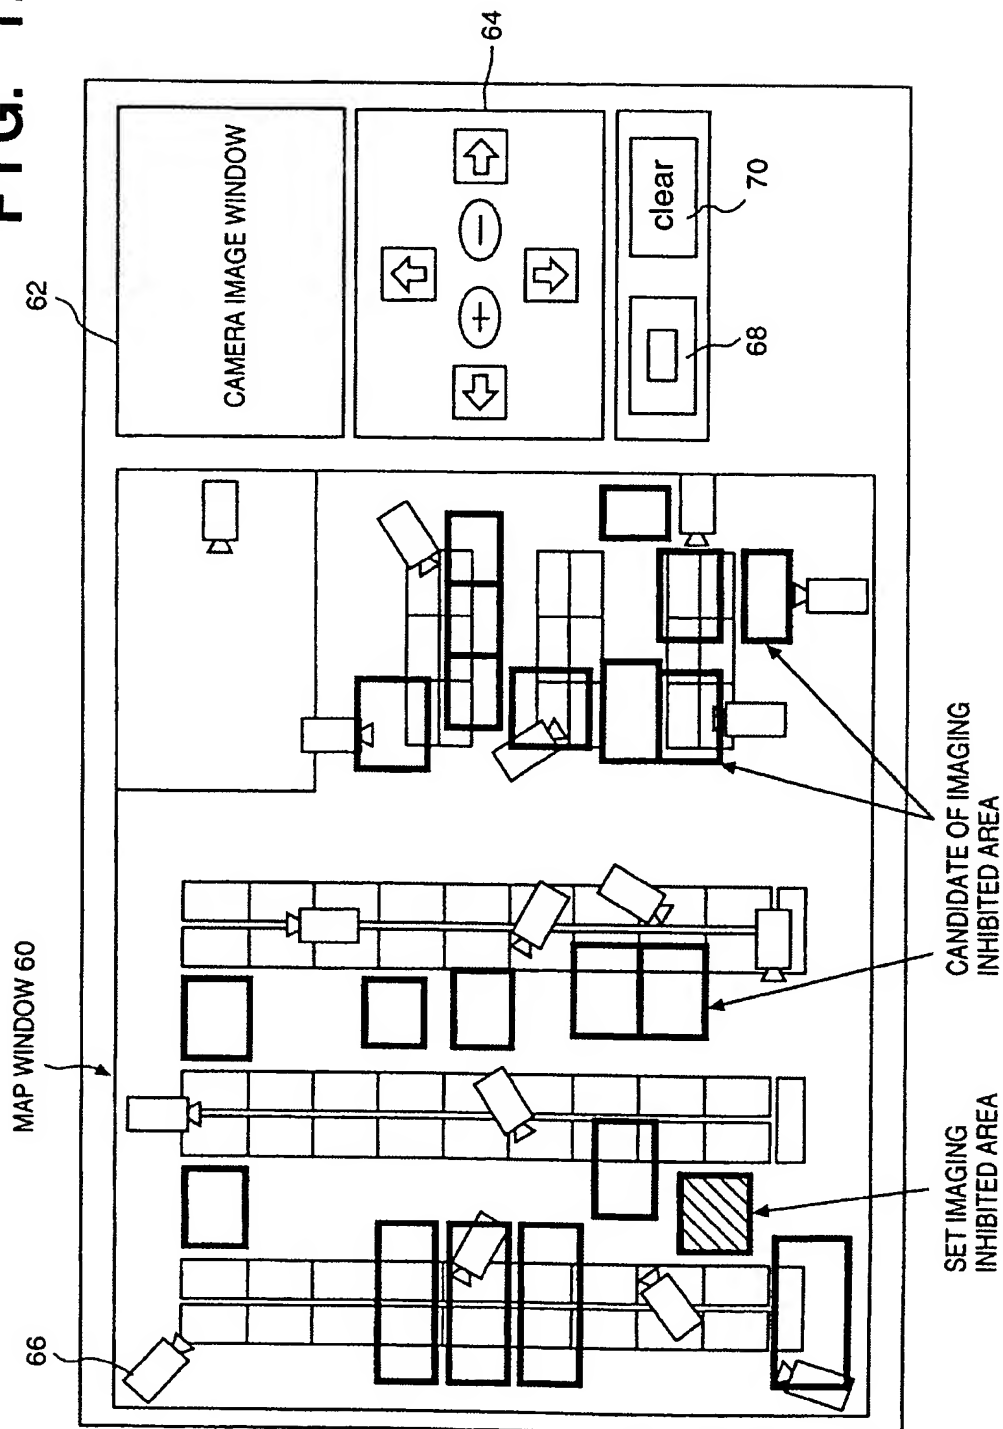 FIG.
MAP WINDOW 60
62
66
CAMERA IMAGE WINDOW
64
clear
68
70
SET IMAGING
INHIBITED AREA
CANDIDATE OF IMAGING
INHIBITED AREA